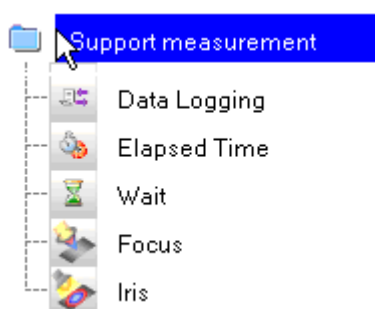 Support measurement
Data Logging
Elapsed Time
Wait
Focus
Iris